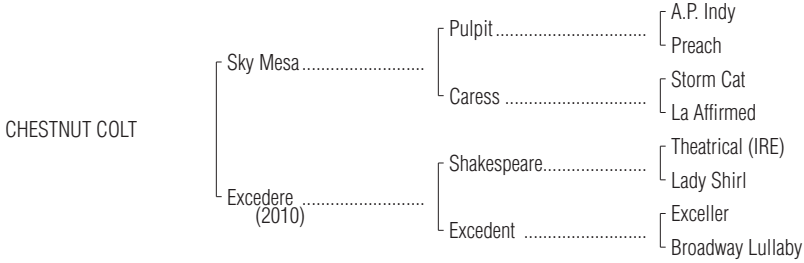 A.P. Indy
Pulpit..............................
Preach
Sky Mesa........................
Storm Cat
Caress ............................
La Affirmed
CHESTNUT COLT
Theatrical (IRE)
Shakespeare.....................
Lady Shirl
Excedere ........................
(2010)
Exceller
Excedent ........................
Broadway Lullaby